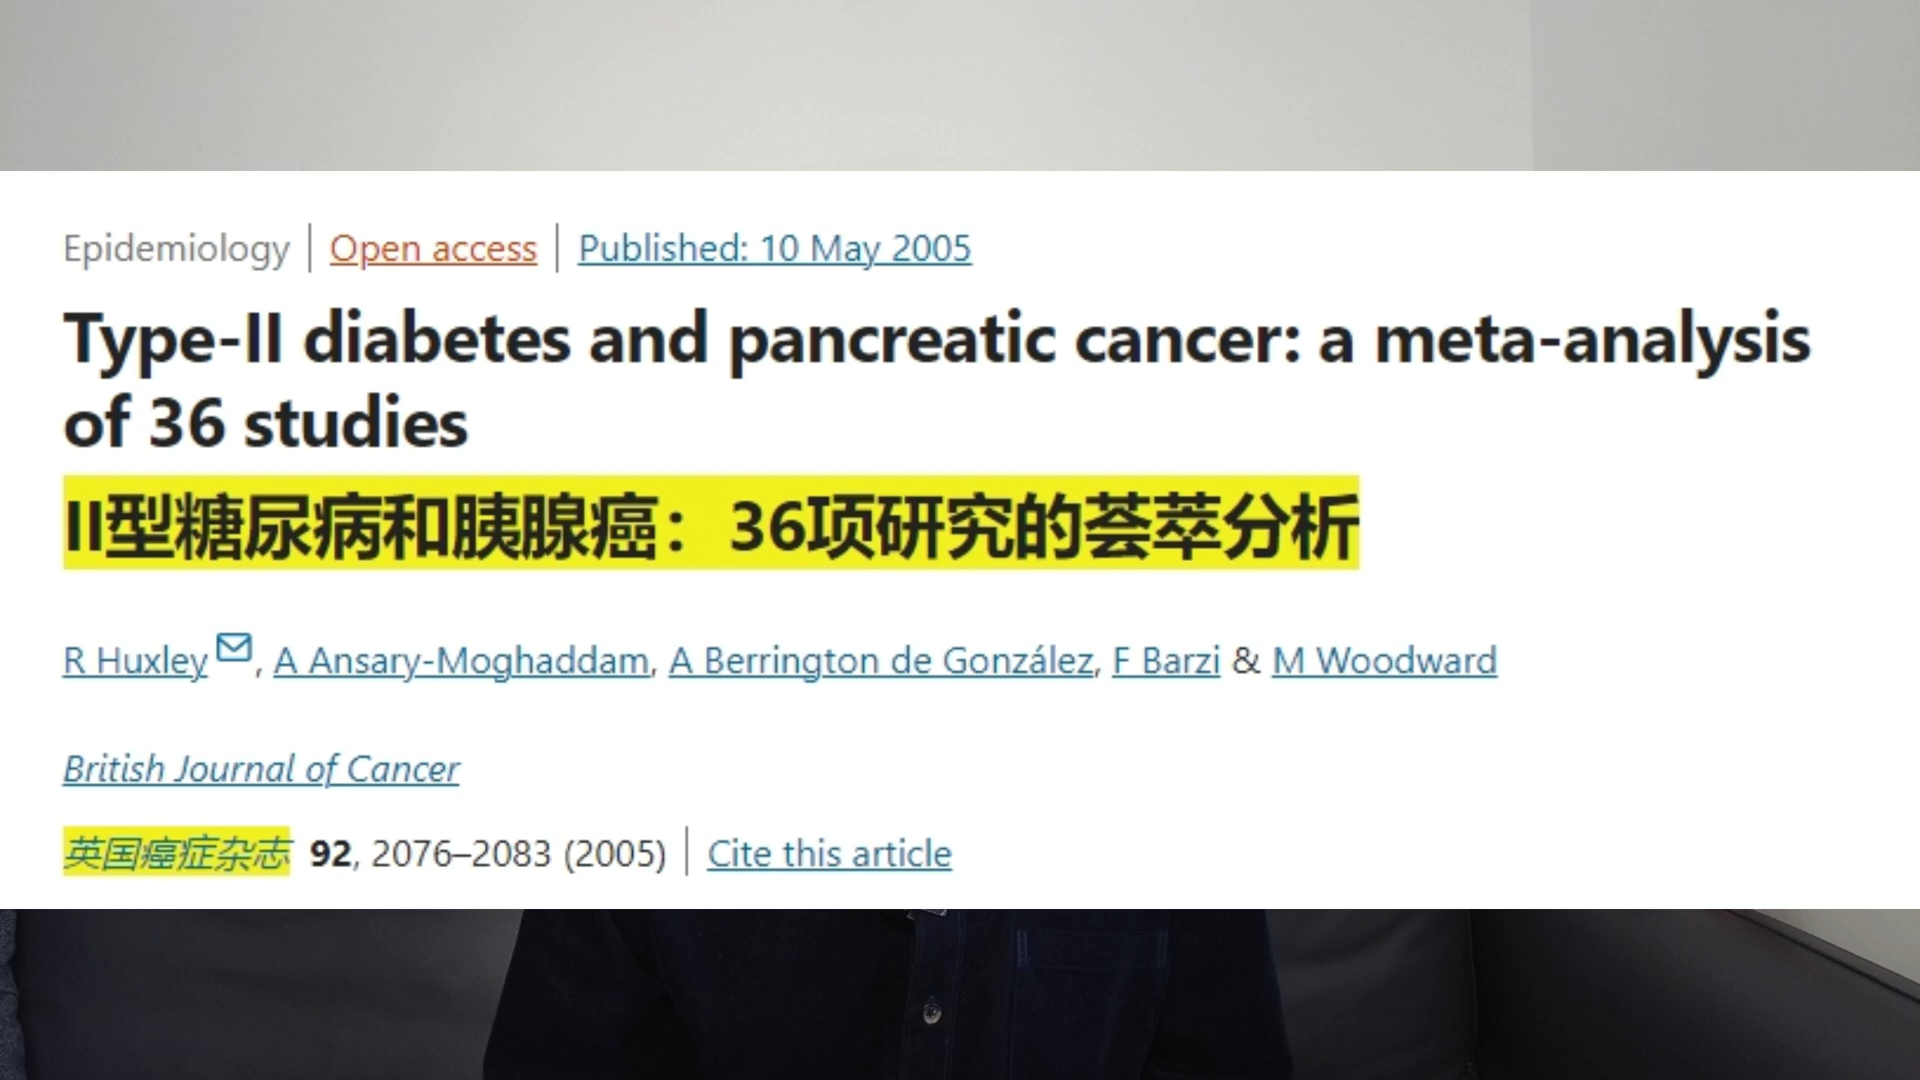 Epidemiology | Open access | Published: 10 May 2005
Type-II diabetes and pancreatic cancer: a meta-analysis
of 36 studies
II型糖尿病和胰腺癌：36项研究的荟萃分析
R Huxley, A Ansary-Moghaddam, A Berrington de González, F Barzi & M Woodward
British Journal of Cancer
英国癌症杂志 92, 2076–2083 (2005) | Cite this article